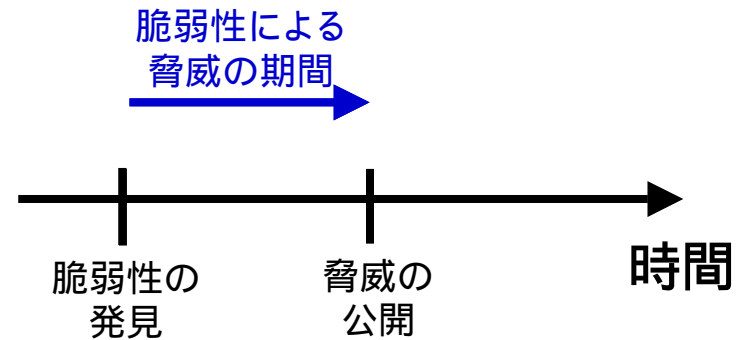 脆弱性による
脅威の期間
脆弱性の
発見
脅威の
公開
時間